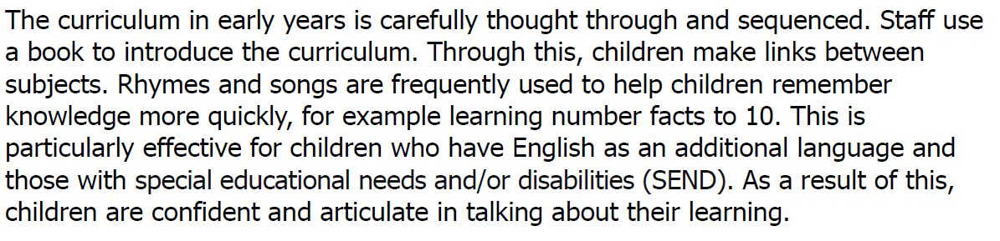 The curriculum in early years is carefully thought through and sequenced. Staff use
a book to introduce the curriculum. Through this, children make links between
subjects. Rhymes and songs are frequently used to help children remember
knowledge more quickly, for example learning number facts to 10. This is
particularly effective for children who have English as an additional language and
those with special educational needs and/or disabilities (SEND). As a result of this,
children are confident and articulate in talking about their learning.